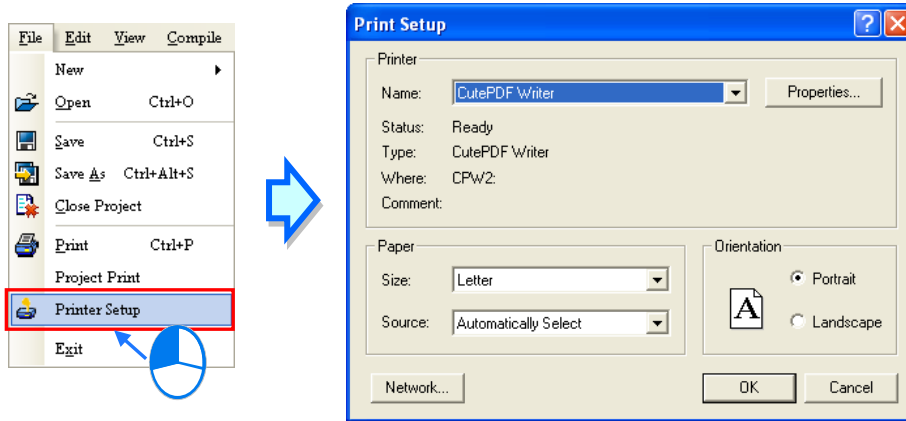 File Edit View Compile
New
Open Ctrl+O
Save Ctrl+S
Save As Ctrl+Alt+S
Close Project
Print Ctrl+P
Project Print
Printer Setup
Exit
Print Setup
Printer
Name: CutePDF Writer Properties...
Status: Ready
Type: CutePDF Writer
Where: CPW2:
Comment:
Paper
Size: Letter
Source: Automatically Select
Orientation
A
Portrait
Landscape
Network... OK Cancel